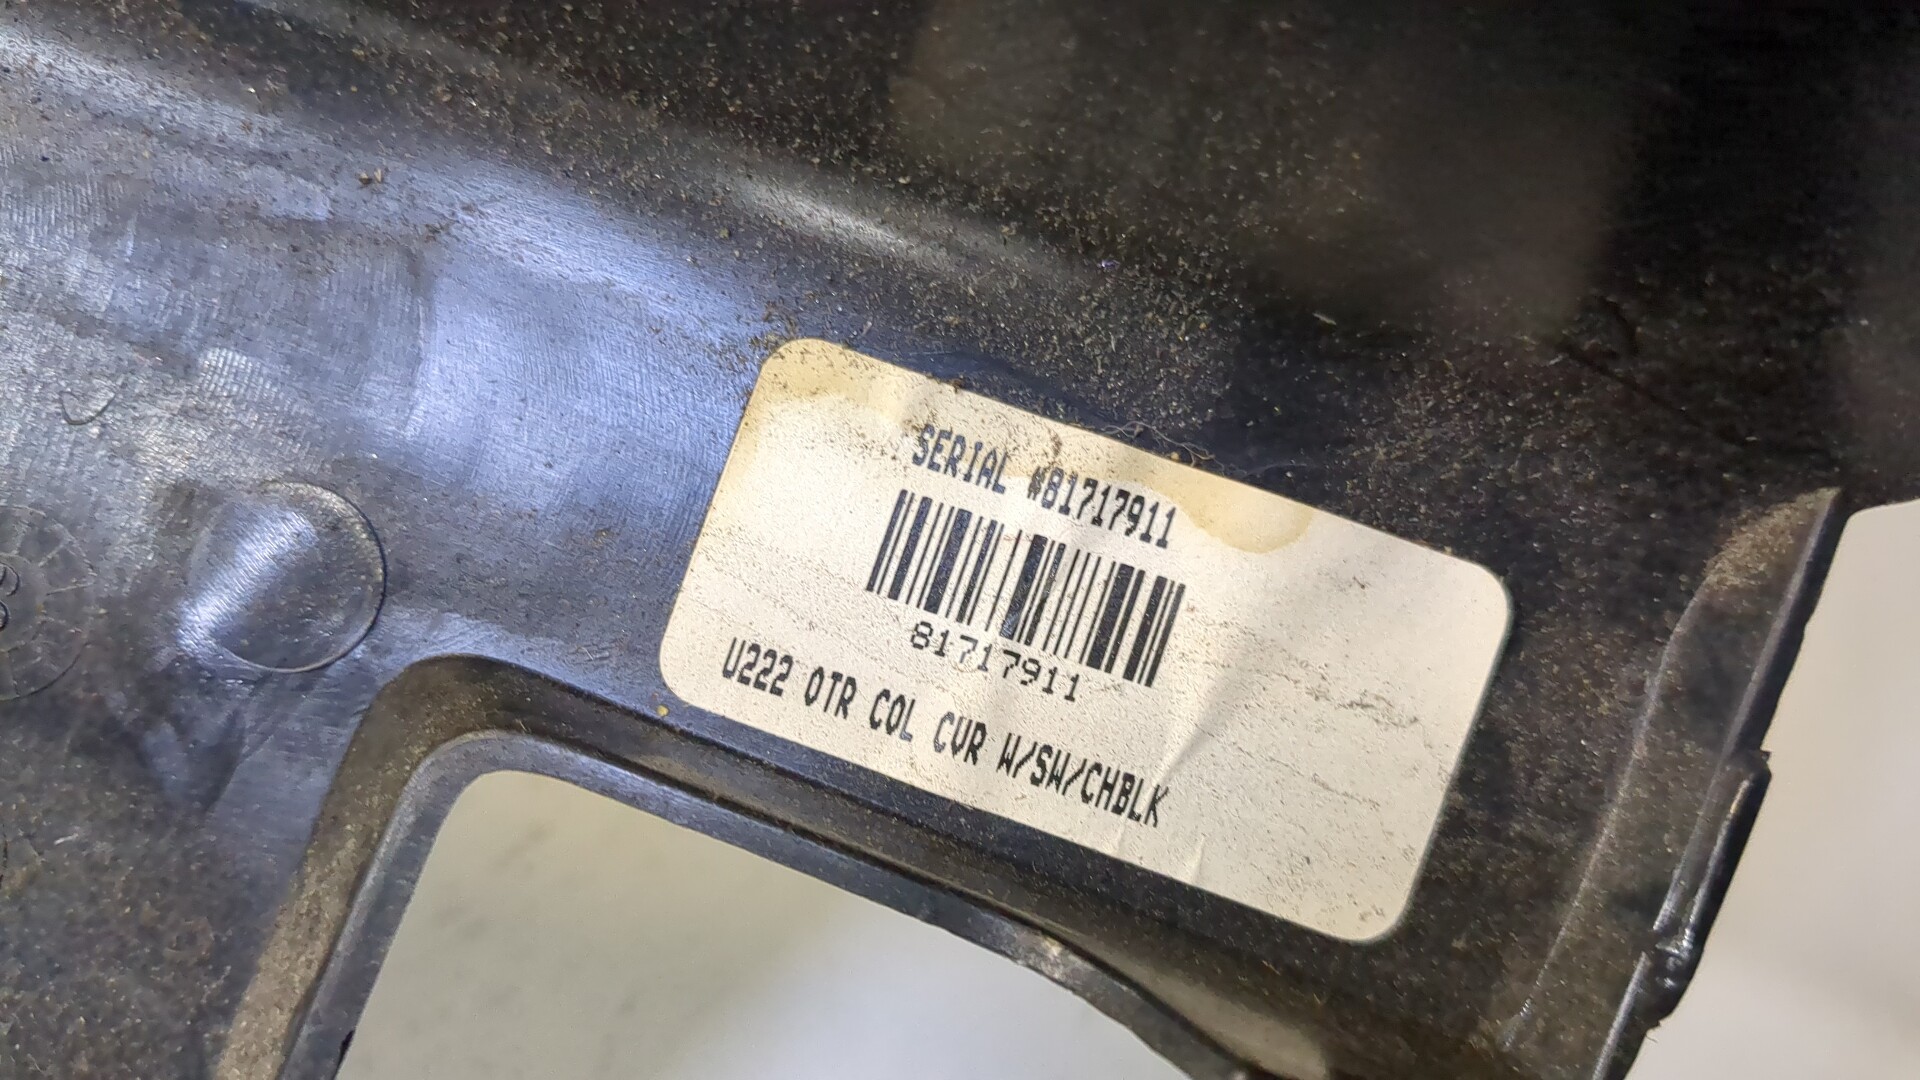 SERIAL #81717911
81717911
U222 OTR COL CVR W/SW/CHBLK